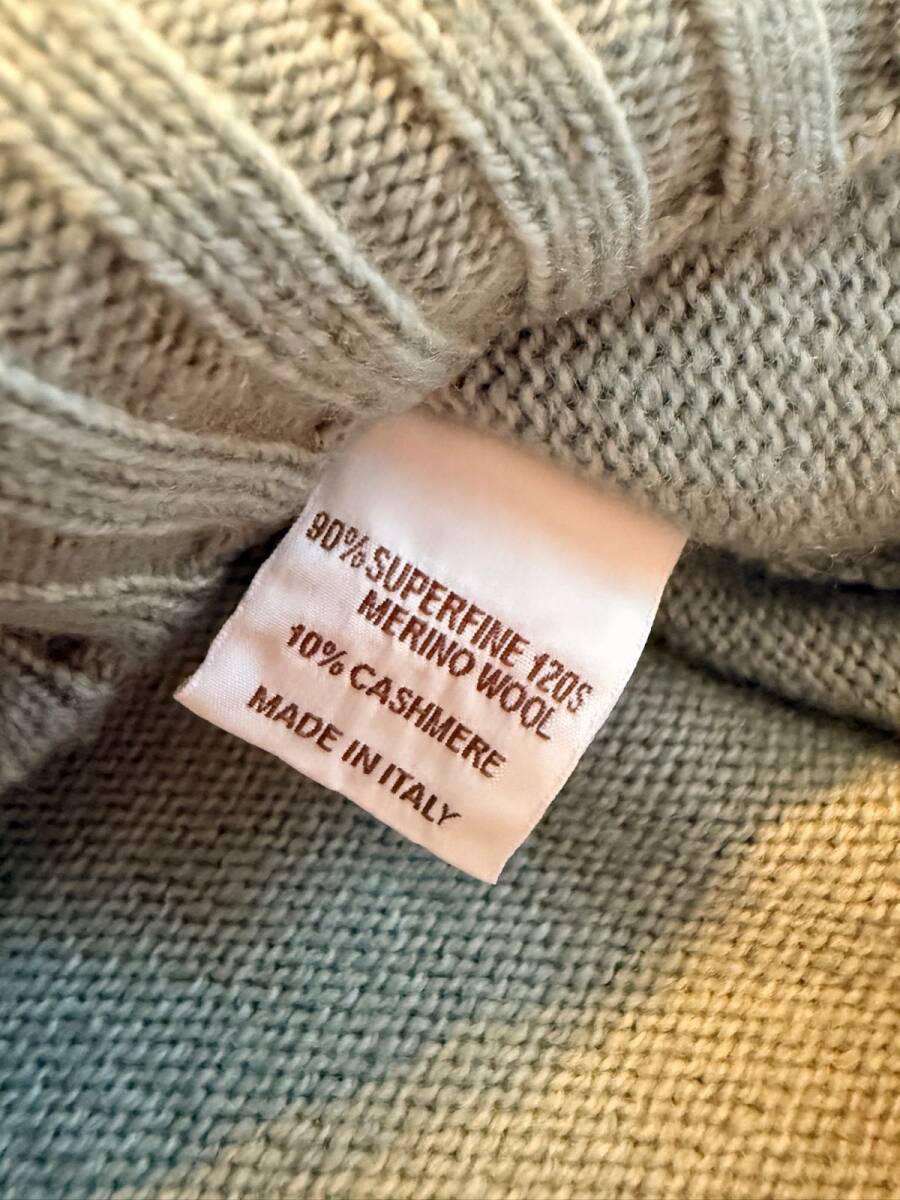 90% SUPERFINE 120S
MERINO WOOL
10% CASHMERE
MADE IN ITALY